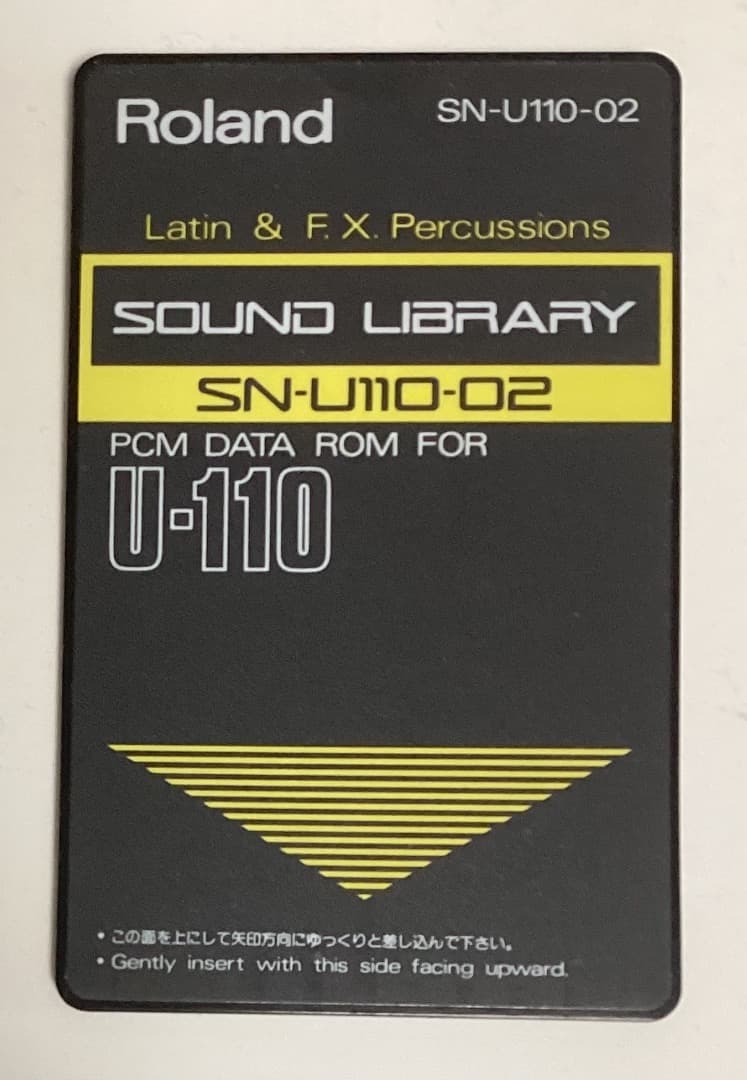 Roland SN-U110-02
Latin & F.X. Percussions
SOUND LIBRARY
SN-U110-02
PCM DATA ROM FOR
U-110
• この面を上にして矢印方向にゆっくりと差し込んで下さい。
• Gently insert with this side facing upward.